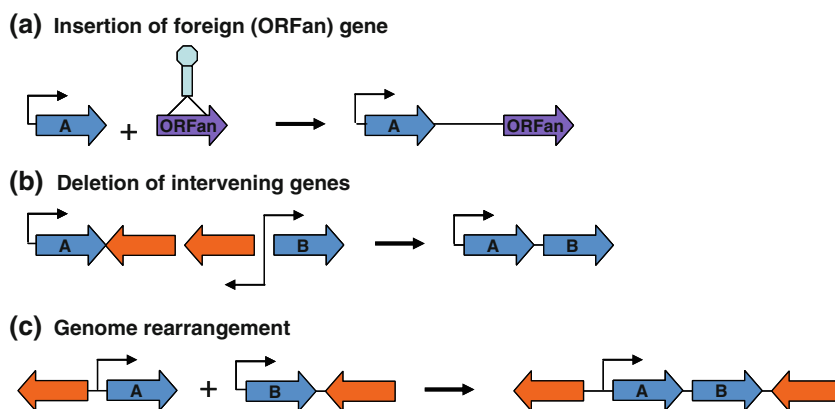 (a) Insertion of foreign (ORFan) gene
A + ORFan A ORFan
(b) Deletion of intervening genes
A B A B
(c) Genome rearrangement
A + B A B